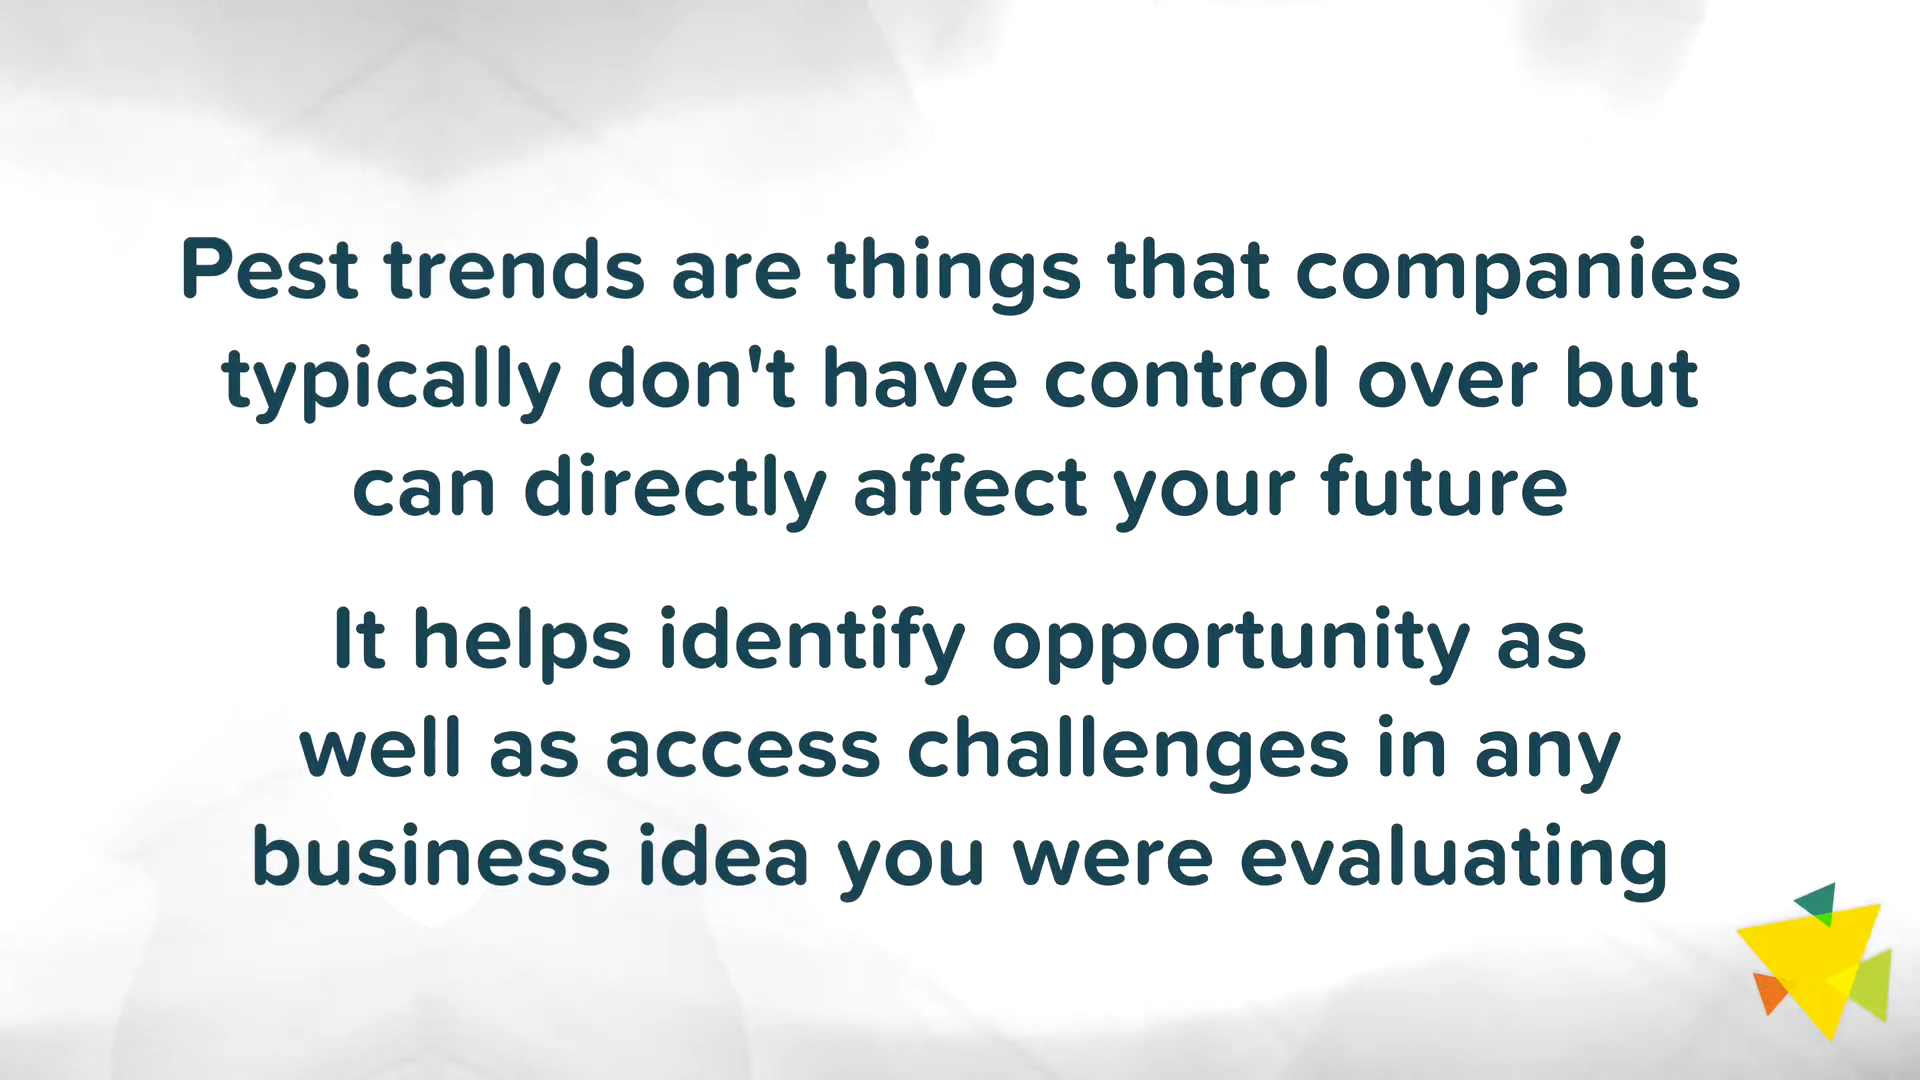 Pest trends are things that companies
typically don't have control over but
can directly affect your future
It helps identify opportunity as
well as access challenges in any
business idea you were evaluating